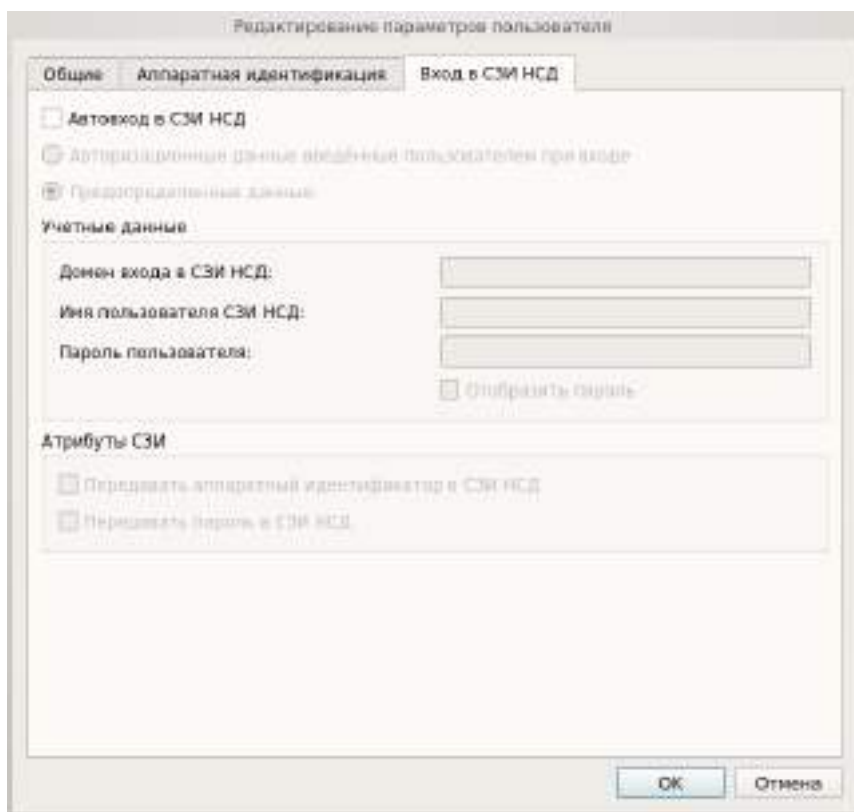 Редактирование параметров пользователя
Общие Аппаратная идентификация Вход в СЗИ НСД
Автовход в СЗИ НСД
Авторизационные данные введённые пользователем при входе
Предопределенные данные
Учетные данные
Домен входа в СЗИ НСД:
Имя пользователя СЗИ НСД:
Пароль пользователя:
Отобразить пароль
Атрибуты СЗИ
Передавать аппаратный идентификатор в СЗИ НСД
Передавать пароль в СЗИ НСД
ОК Отмена